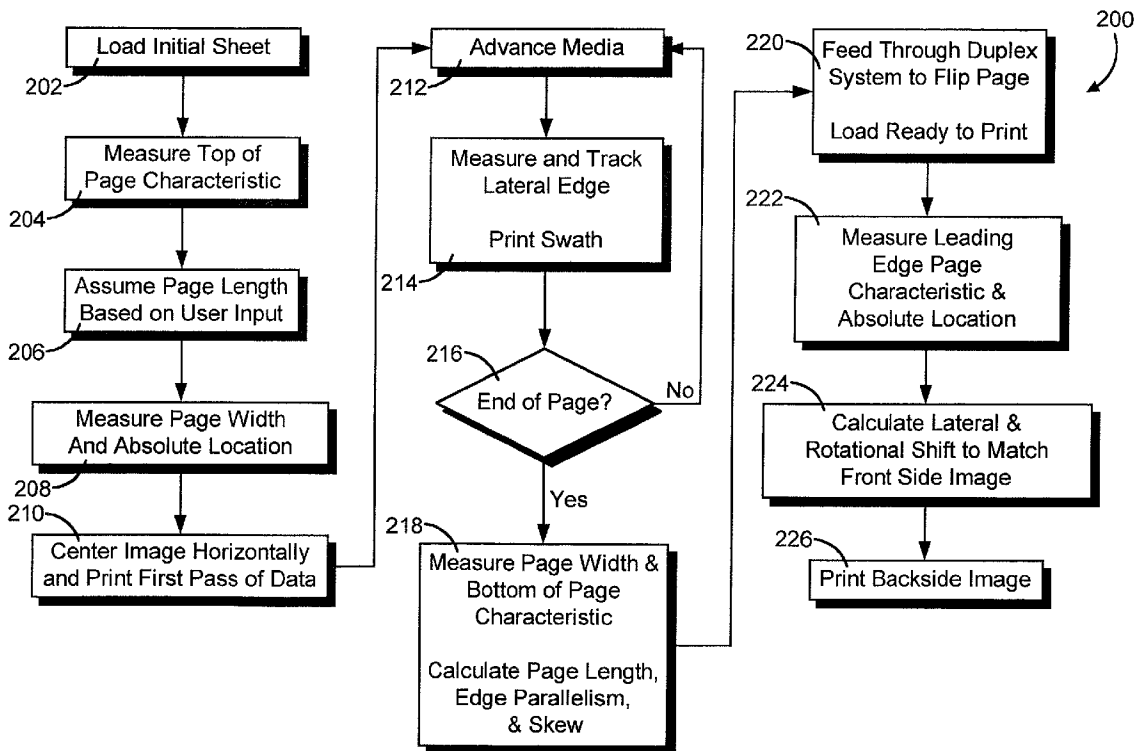 Load Initial Sheet
202
Measure Top of
Page Characteristic
204
Assume Page Length
Based on User Input
206
Measure Page Width
And Absolute Location
208
210
Center Image Horizontally
and Print First Pass of Data
Advance Media
212
Measure and Track
Lateral Edge
Print Swath
214
216
End of Page?
No
Yes
218
Measure Page Width &
Bottom of Page
Characteristic
Calculate Page Length,
Edge Parallelism,
& Skew
200
220
Feed Through Duplex
System to Flip Page
Load Ready to Print
222
Measure Leading
Edge Page
Characteristic &
Absolute Location
224
Calculate Lateral &
Rotational Shift to Match
Front Side Image
226
Print Backside Image